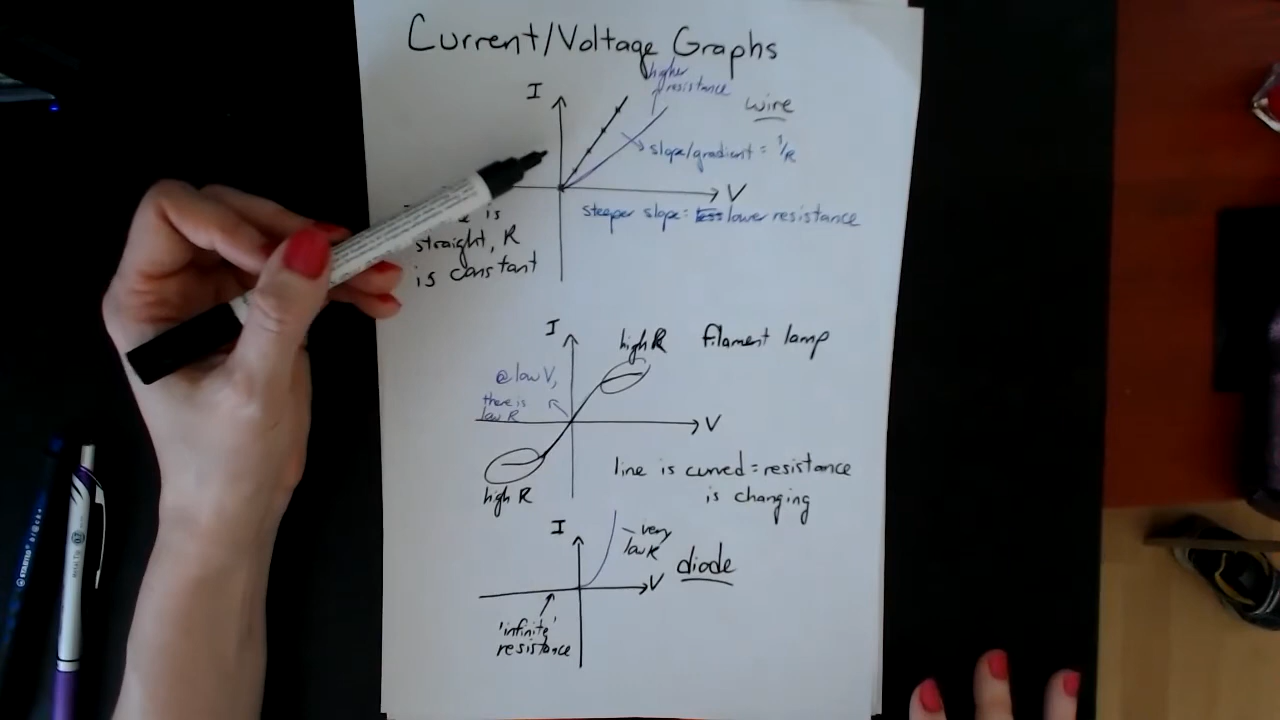 Current/Voltage Graphs
I
higher
resistance
wire
slope/gradient = 1/R
V
steeper slope: less lower resistance
is
straight, R
is constant
I
high R
filament lamp
@ low V,
there is
low R
V
high R
line is curved = resistance
is changing
I
very
low R
diode
V
'infinite'
resistance